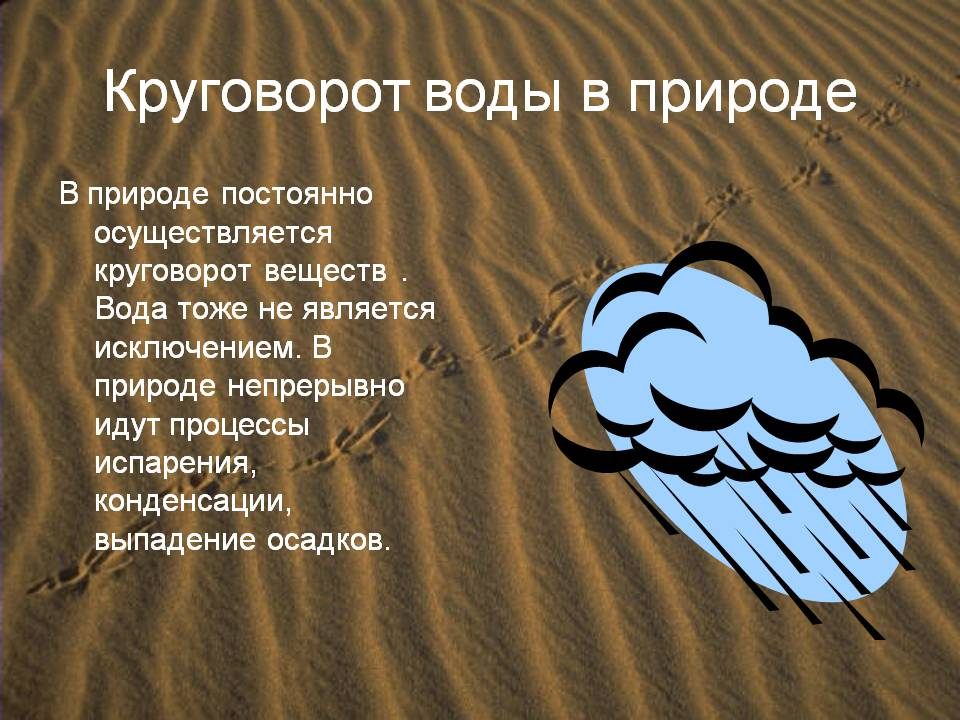 Круговорот воды в природе
В природе постоянно
осуществляется
круговорот веществ .
Вода тоже не является
исключением. В
природе непрерывно
идут процессы
испарения,
конденсации,
выпадение осадков.